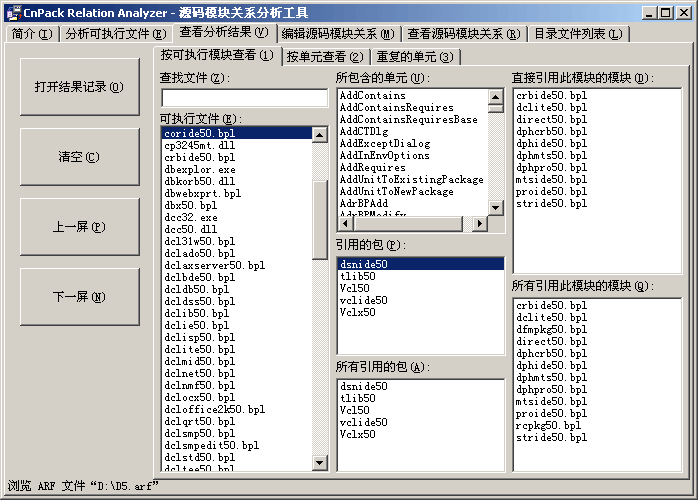 CnPack Relation Analyzer - 源码模块关系分析工具
简介(I) 分析可执行文件(E) 查看分析结果(V) 编辑源码模块关系(M) 查看源码模块关系(R) 目录文件列表(L)
按可执行模块查看(1) 按单元查看(2) 重复的单元(3)
打开结果记录(O)
清空(C)
上一屏(P)
下一屏(N)
查找文件(Z):
可执行文件(E):
coride50.bpl
cp3245mt.dll
crbide50.bpl
dbexplor.exe
dbkorb50.dll
dbwebxprt.bpl
dbx50.bpl
dcc32.exe
dcc50.dll
dcl31w50.bpl
dclado50.bpl
dclaxserver50.bpl
dclbde50.bpl
dcldb50.bpl
dcldss50.bpl
dclib50.bpl
dclie50.bpl
dclisp50.bpl
dclite50.bpl
dclmid50.bpl
dclnet50.bpl
dclnmf50.bpl
dclocx50.bpl
dcloffice2k50.bpl
dclqrt50.bpl
dclsmp50.bpl
dclsmpedit50.bpl
dclstd50.bpl
dcltee50.bpl
所包含的单元(U):
AddContains
AddContainsRequires
AddContainsRequiresBase
AddCTDlg
AddExceptDialog
AddInEnvOptions
AddRequires
AddUnitToExistingPackage
AddUnitToNewPackage
AdrBPAdd
AdrBPModify
引用的包(P):
dsnide50
tlib50
Vcl50
vclide50
Vclx50
所有引用的包(A):
dsnide50
tlib50
Vcl50
vclide50
Vclx50
直接引用此模块的模块(D):
crbide50.bpl
dclite50.bpl
direct50.bpl
dphcrb50.bpl
dphide50.bpl
dphmts50.bpl
dphpro50.bpl
mtside50.bpl
proide50.bpl
stride50.bpl
所有引用此模块的模块(Q):
crbide50.bpl
dclite50.bpl
dfmpkg50.bpl
direct50.bpl
dphcrb50.bpl
dphide50.bpl
dphmts50.bpl
dphpro50.bpl
mtside50.bpl
proide50.bpl
rcpkg50.bpl
stride50.bpl
浏览 ARF 文件“D:\D5.arf”